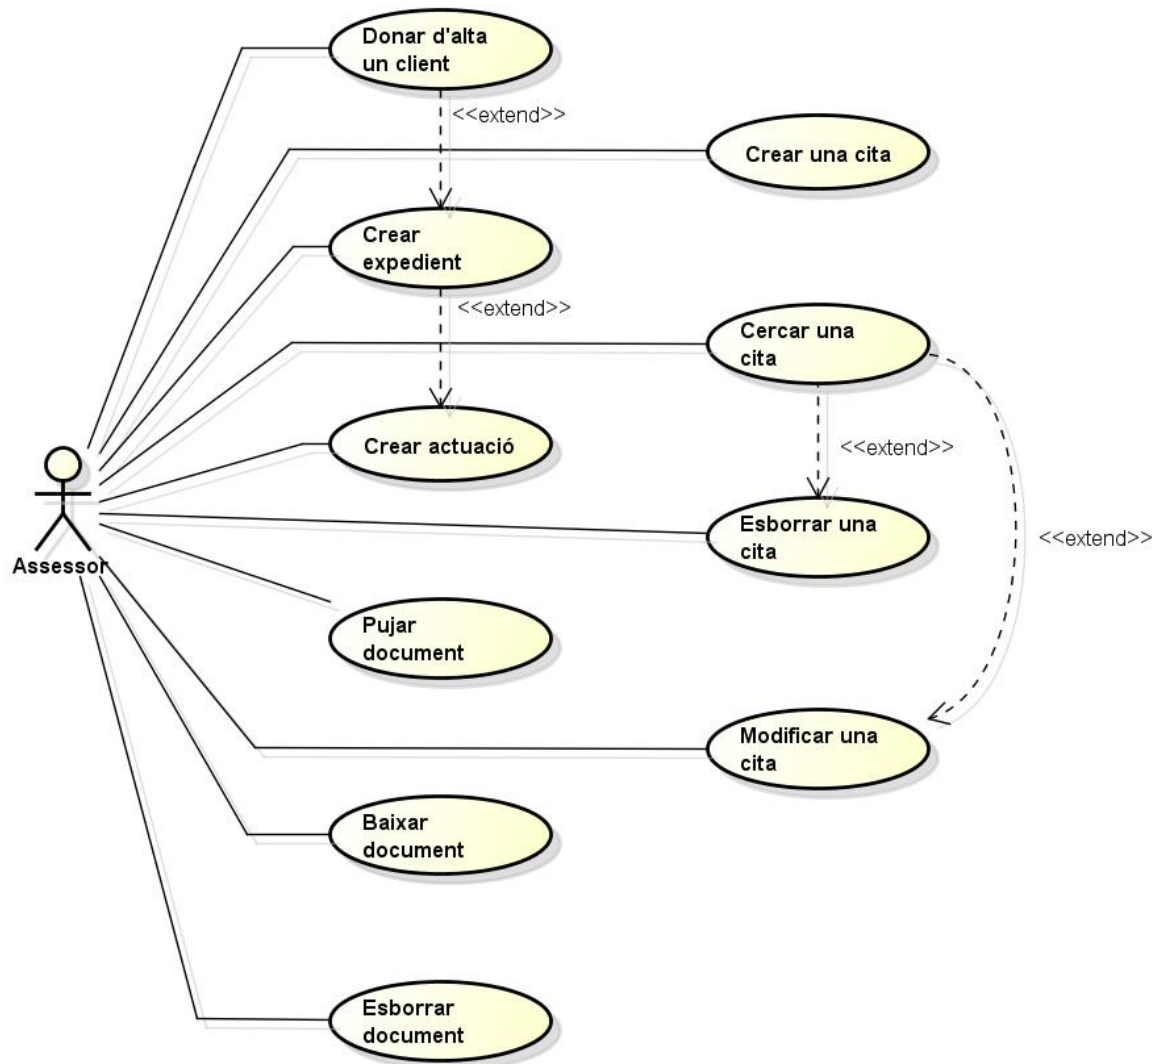 Donar d'alta
un client
<<extend>>
Crear una cita
Crear
expedient
<<extend>>
Cercar una
cita
Crear actuació
<<extend>>
Esborrar una
cita
<<extend>>
Assessor
Pujar
document
Modificar una
cita
Baixar
document
Esborrar
document